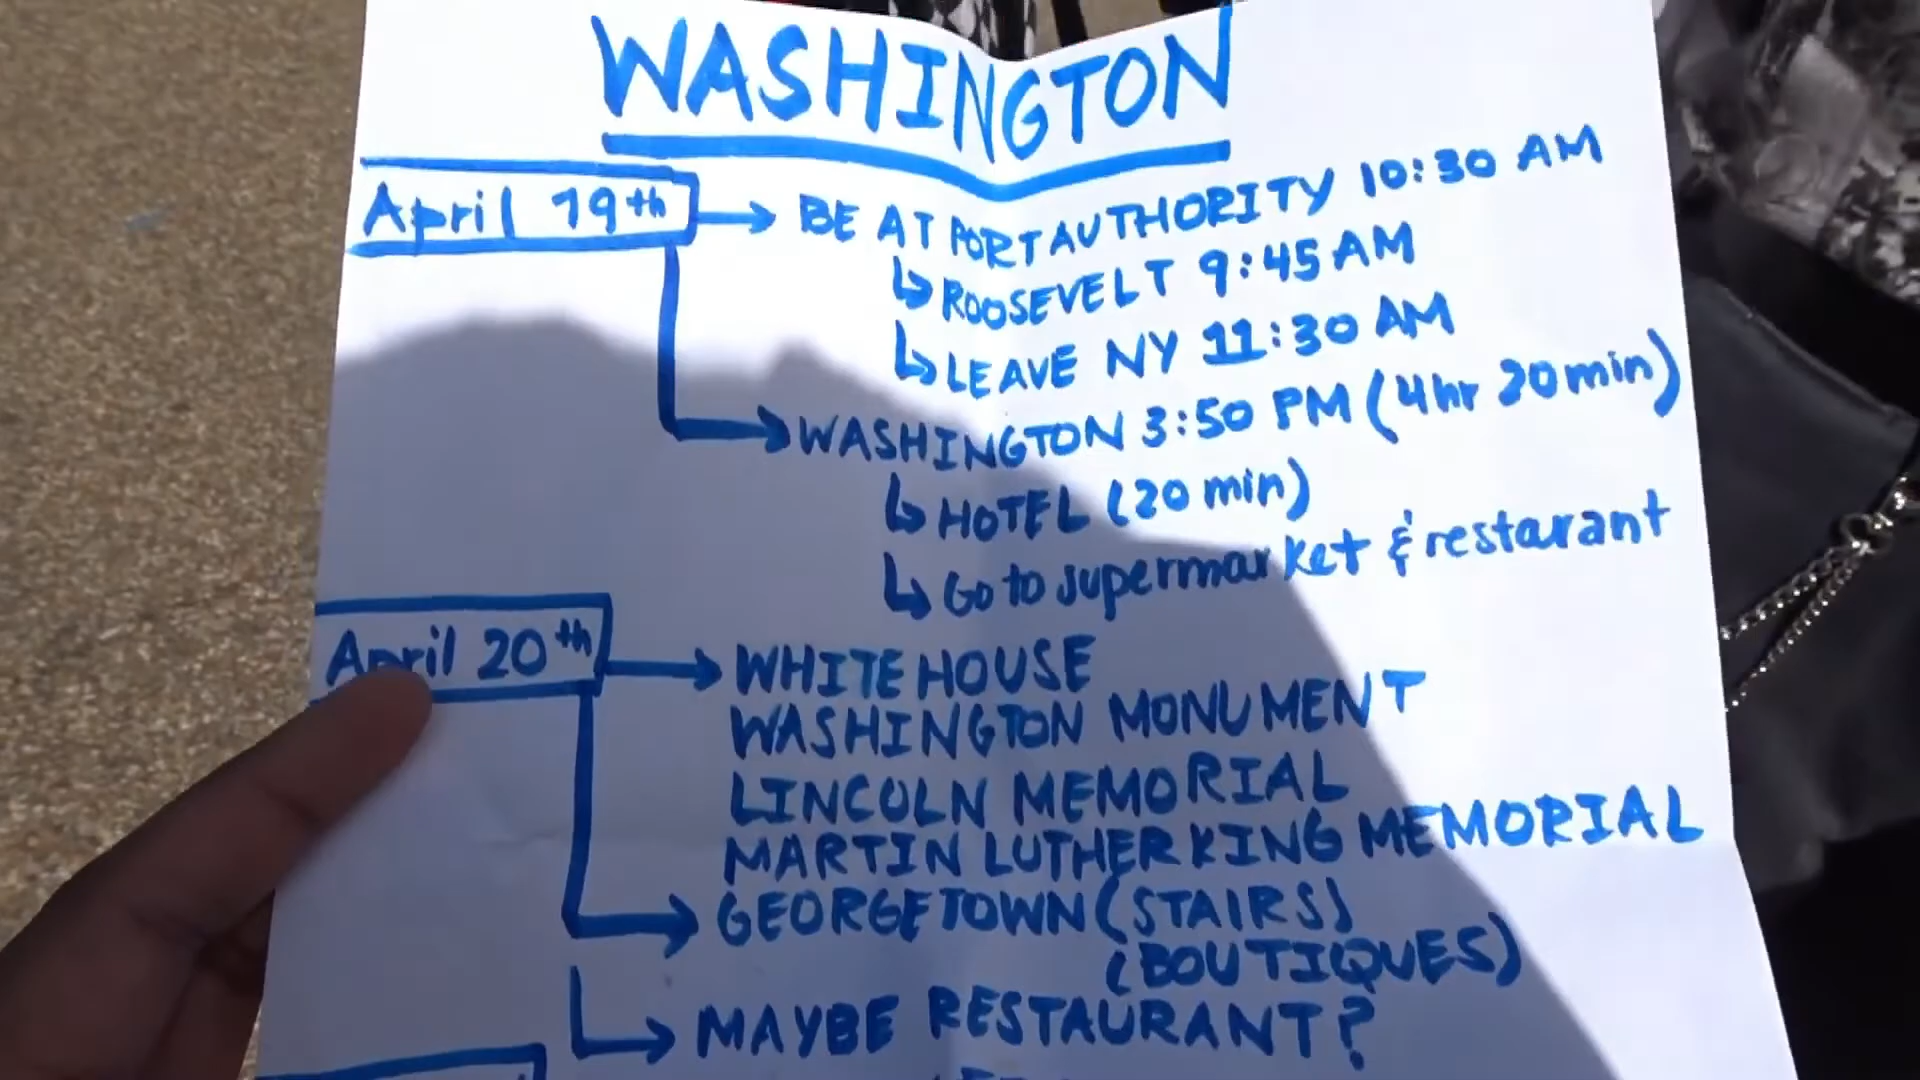 WASHINGTON
April 19th
BE AT PORT AUTHORITY 10:30 AM
ROOSEVELT 9:45 AM
LEAVE NY 11:30 AM
WASHINGTON 3:50 PM (4hr 20min)
HOTEL (20 min)
Go to supermarket & restarant
April 20th
WHITE HOUSE
WASHINGTON MONUMENT
LINCOLN MEMORIAL
MARTIN LUTHER KING MEMORIAL
GEORGETOWN (STAIRS)
(BOUTIQUES)
MAYBE RESTAURANT?